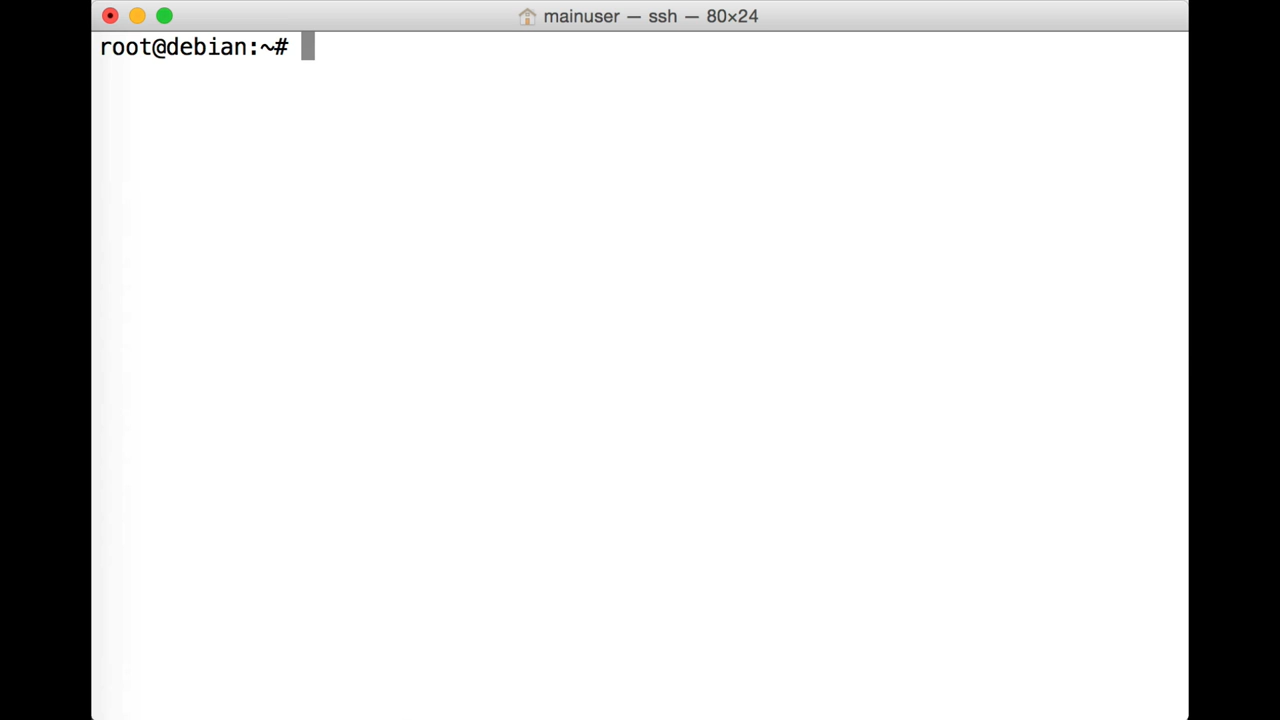 mainuser — ssh — 80×24
root@debian:~#